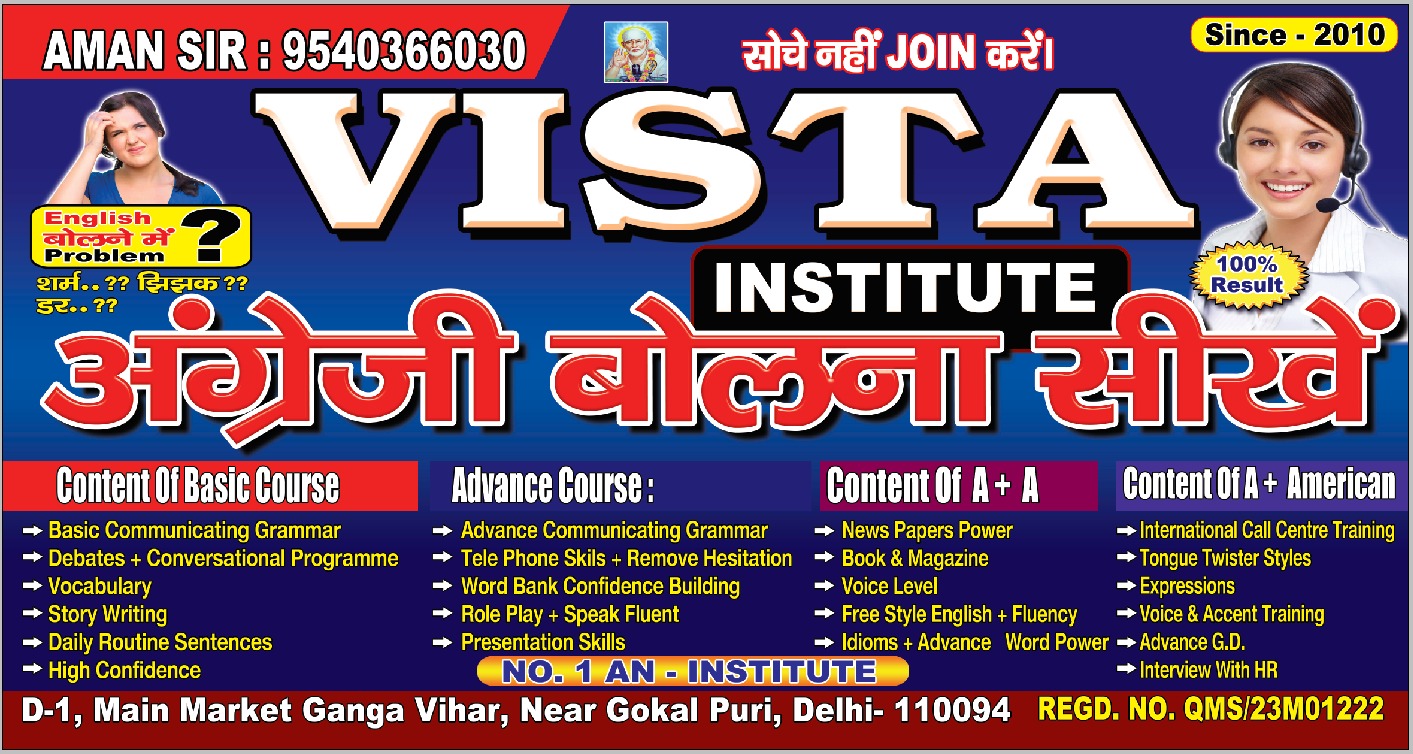 AMAN SIR : 9540366030
सोचे नहीं JOIN करें।
Since - 2010
VISTA
INSTITUTE
English
बोलने में
Problem
?
शर्म..?? झिझक ??
डर..??
100%
Result
अंग्रेजी बोलना सीखें
Content Of Basic Course
➞ Basic Communicating Grammar
➞ Debates + Conversational Programme
➞ Vocabulary
➞ Story Writing
➞ Daily Routine Sentences
➞ High Confidence
Advance Course :
➞ Advance Communicating Grammar
➞ Tele Phone Skils + Remove Hesitation
➞ Word Bank Confidence Building
➞ Role Play + Speak Fluent
➞ Presentation Skills
Content Of A + A
➞ News Papers Power
➞ Book & Magazine
➞ Voice Level
➞ Free Style English + Fluency
➞ Idioms + Advance Word Power
Content Of A + American
➞ International Call Centre Training
➞ Tongue Twister Styles
➞ Expressions
➞ Voice & Accent Training
➞ Advance G.D.
➞ Interview With HR
NO. 1 AN - INSTITUTE
D-1, Main Market Ganga Vihar, Near Gokal Puri, Delhi- 110094 REGD. NO. QMS/23M01222